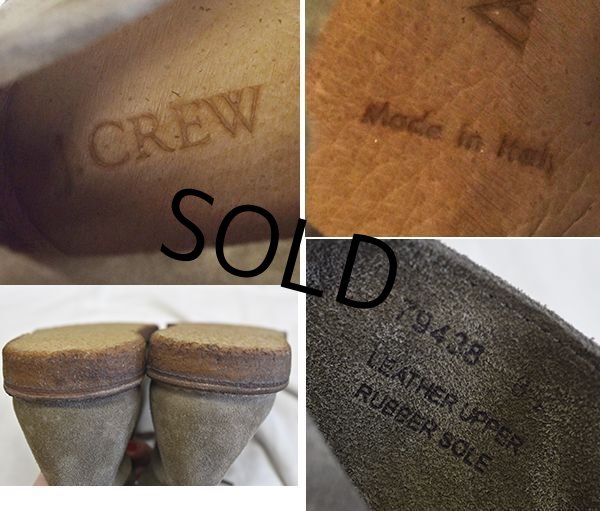 J.CREW
Made in Italy
SOLD
79438
LEATHER UPPER
RUBBER SOLE